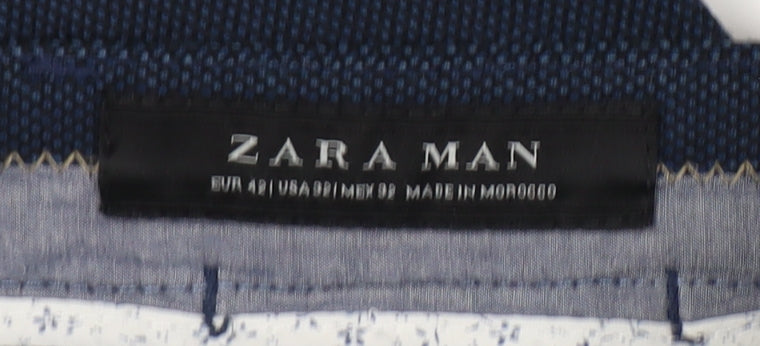 ZARA MAN
EUR 42 | USA 32 | MEX 32 MADE IN MOROCCO